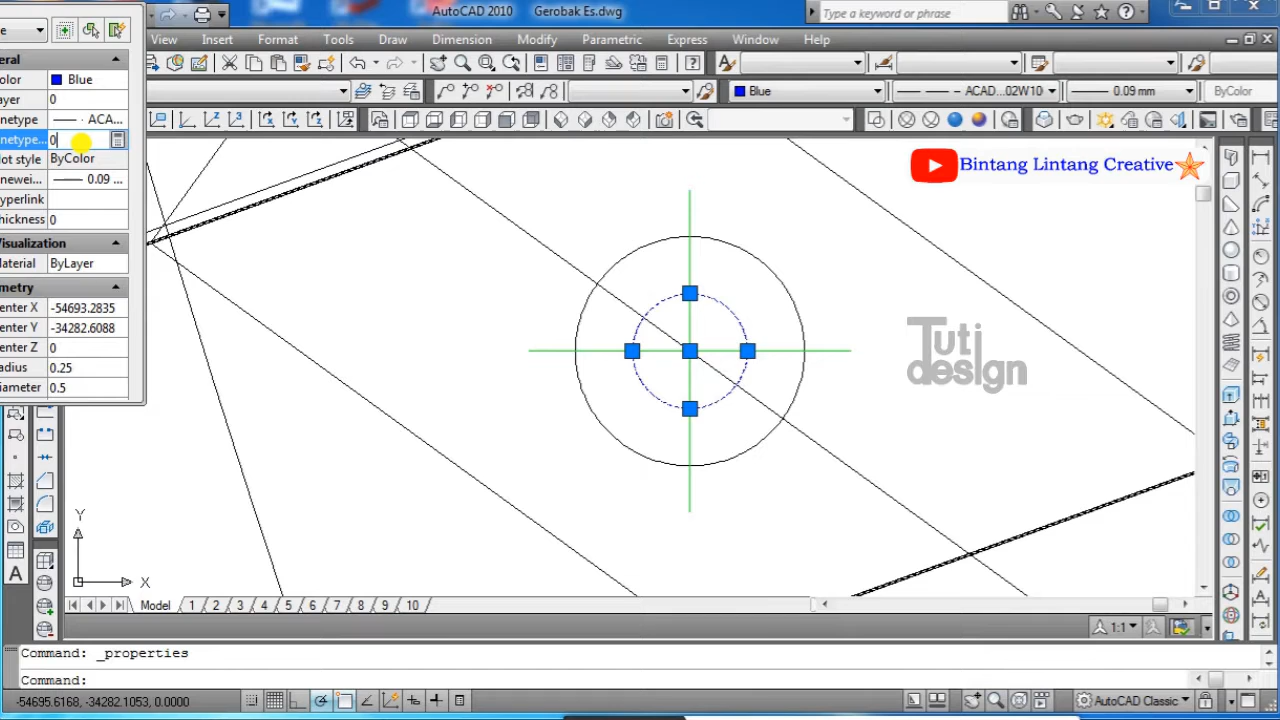 AutoCAD 2010 Gerobak Es.dwg
Type a keyword or phrase
View Insert Format Tools Draw Dimension Modify Parametric Express Window Help
Blue
ACAD...02W10
0.09 mm
ByColor
eral
olor Blue
ayer 0
netype ACA...
netype... 0
lot style ByColor
newei... 0.09 ...
yperlink
hickness 0
Visualization
aterial ByLayer
metry
enter X -54693.2835
enter Y -34282.6088
enter Z 0
adius 0.25
iameter 0.5
Bintang Lintang Creative
Tuti
design
Y
X
Model 1 2 3 4 5 6 7 8 9 10
1:1
Command: _properties
Command:
-54695.6168, -34282.1053, 0.0000
AutoCAD Classic